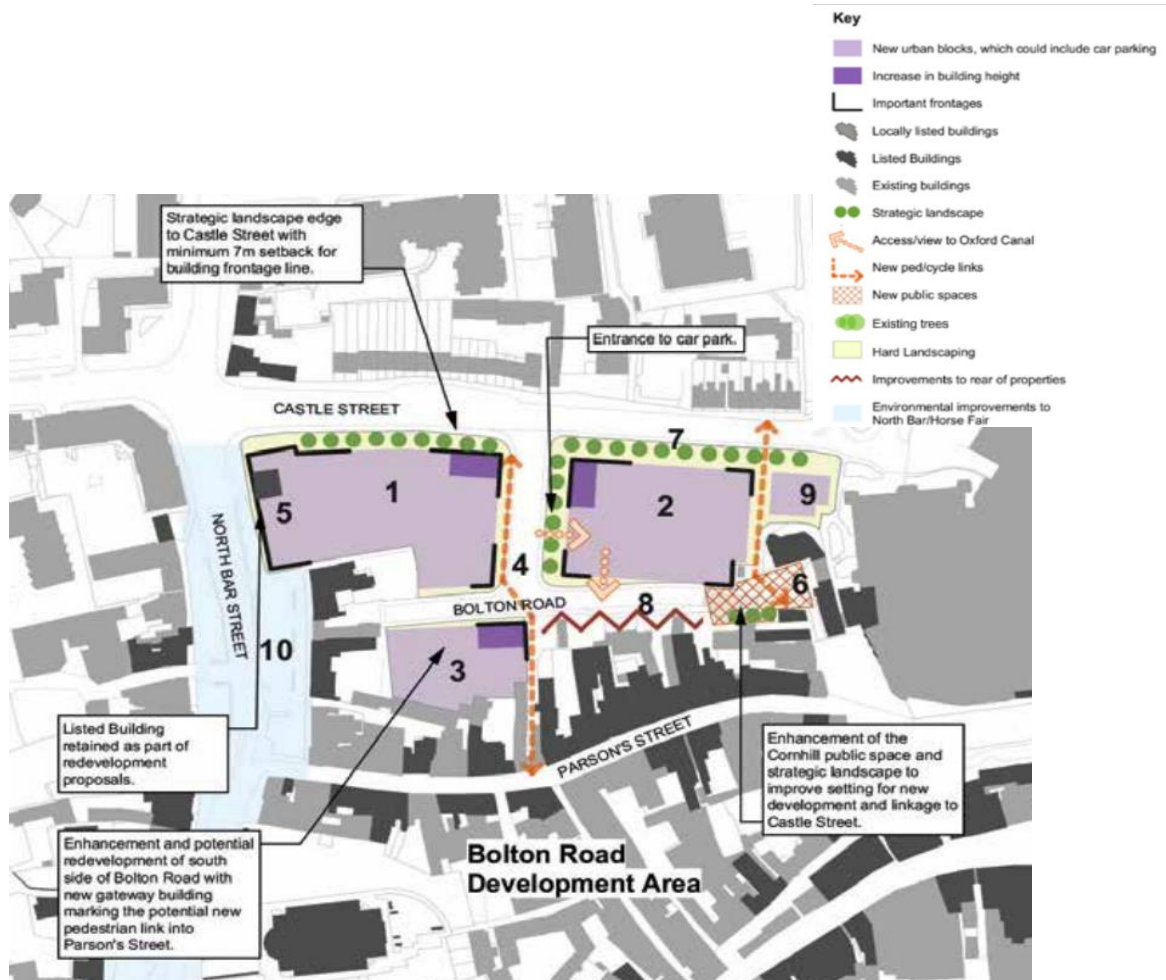 Key
New urban blocks, which could include car parking
Increase in building height
Important frontages
Locally listed buildings
Listed Buildings
Existing buildings
Strategic landscape
Access/view to Oxford Canal
New ped/cycle links
New public spaces
Existing trees
Hard Landscaping
Improvements to rear of properties
Environmental improvements to
North Bar/Horse Fair
Strategic landscape edge
to Castle Street with
minimum 7m setback for
building frontage line.
Entrance to car park.
CASTLE STREET
7
1
2
9
5
4
6
NORTH BAR STREET
BOLTON ROAD
8
10
3
PARSON'S STREET
Listed Building
retained as part of
redevelopment
proposals.
Enhancement of the
Cornhill public space and
strategic landscape to
improve setting for new
development and linkage to
Castle Street.
Enhancement and potential
redevelopment of south
side of Bolton Road with
new gateway building
marking the potential new
pedestrian link into
Parson's Street.
Bolton Road
Development Area